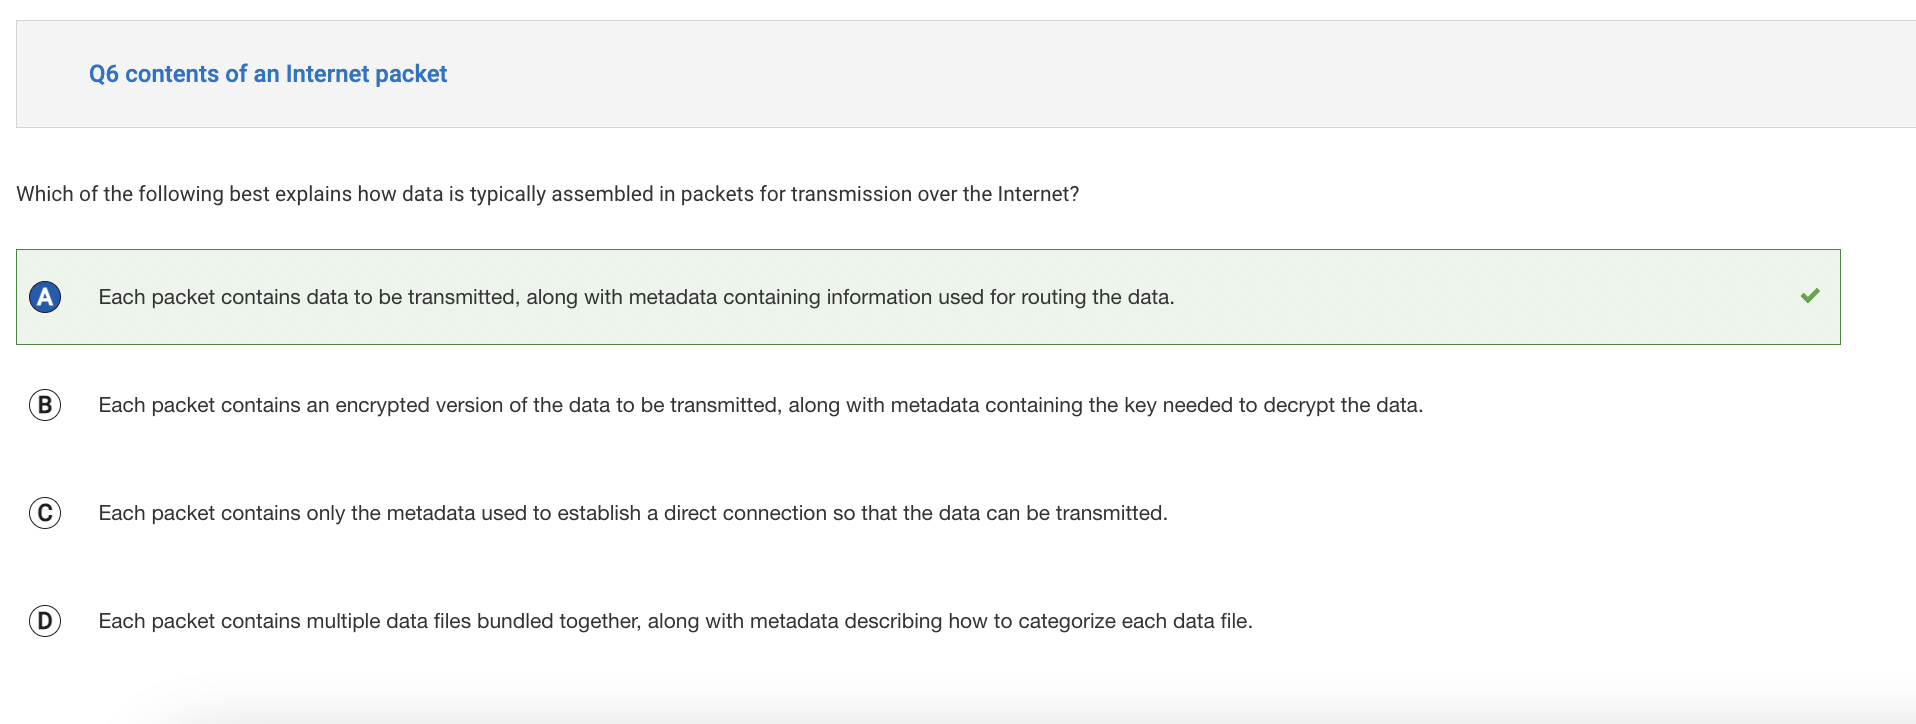 Q6 contents of an Internet packet
Which of the following best explains how data is typically assembled in packets for transmission over the Internet?
A Each packet contains data to be transmitted, along with metadata containing information used for routing the data.
B Each packet contains an encrypted version of the data to be transmitted, along with metadata containing the key needed to decrypt the data.
C Each packet contains only the metadata used to establish a direct connection so that the data can be transmitted.
D Each packet contains multiple data files bundled together, along with metadata describing how to categorize each data file.